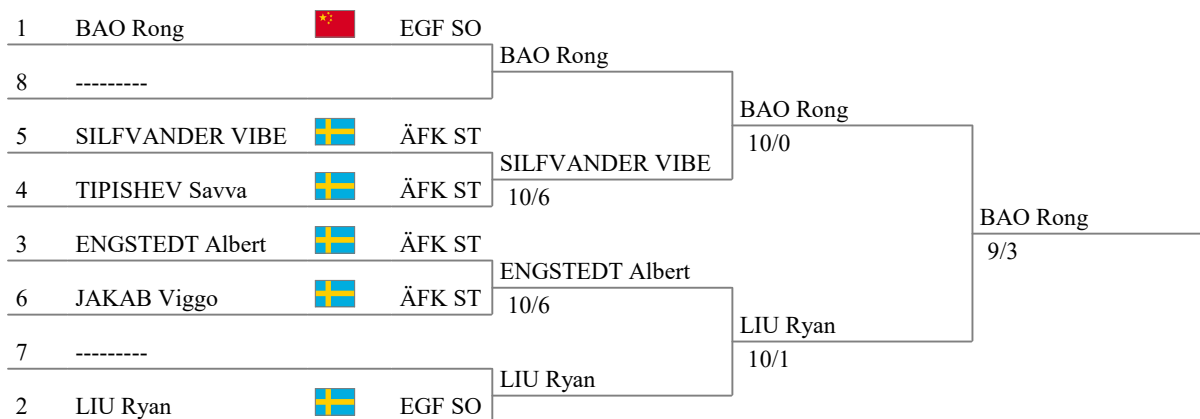 1 BAO Rong EGF SO
BAO Rong
8 ---------
BAO Rong
10/0
5 SILFVANDER VIBE ÄFK ST
SILFVANDER VIBE
10/6
4 TIPISHEV Savva ÄFK ST
BAO Rong
9/3
3 ENGSTEDT Albert ÄFK ST
ENGSTEDT Albert
10/6
6 JAKAB Viggo ÄFK ST
LIU Ryan
10/1
7 ---------
LIU Ryan
2 LIU Ryan EGF SO